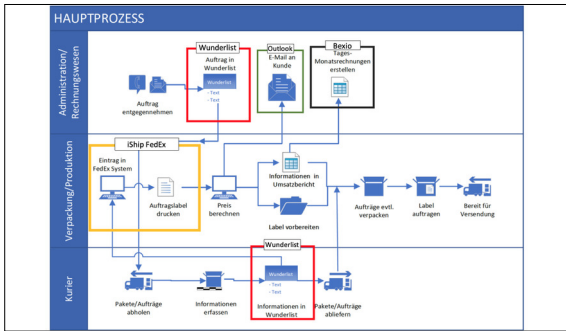 HAUPTPROZESS
Administration/
Rechnungswesen
Wunderlist
Auftrag in
Wunderlist
Wunderlist
- Text
- Text
Auftrag
entgegennehmen
Outlook
E-Mail an
Kunde
Bexio
Tages-
Monatsrechnungen
erstellen
Verpackung/Produktion
iShip FedEx
Eintrag in
FedEx System
Auftragslabel
drucken
Preis
berechnen
Informationen in
Umsatzbericht
Label vorbereiten
Aufträge evtl.
verpacken
Label
auftragen
Bereit für
Versendung
Kurier
Pakete/Aufträge
abholen
Informationen
erfassen
Wunderlist
Wunderlist
- Text
- Text
Informationen in
Wunderlist
Pakete/Aufträge
abliefern